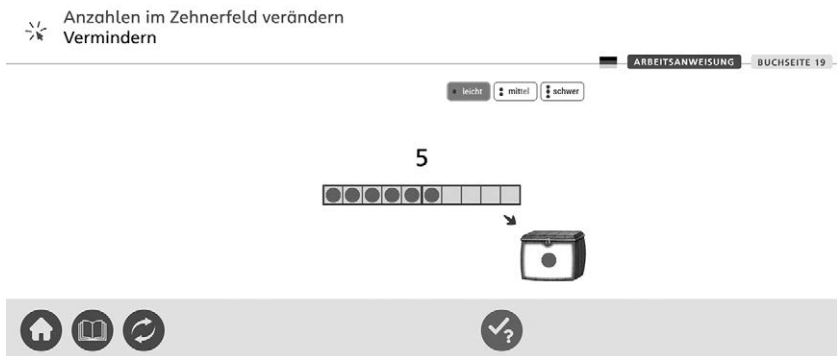 Anzahlen im Zehnerfeld verändern
Vermindern
ARBEITSANWEISUNG BUCHSEITE 19
leicht mittel schwer
5
?